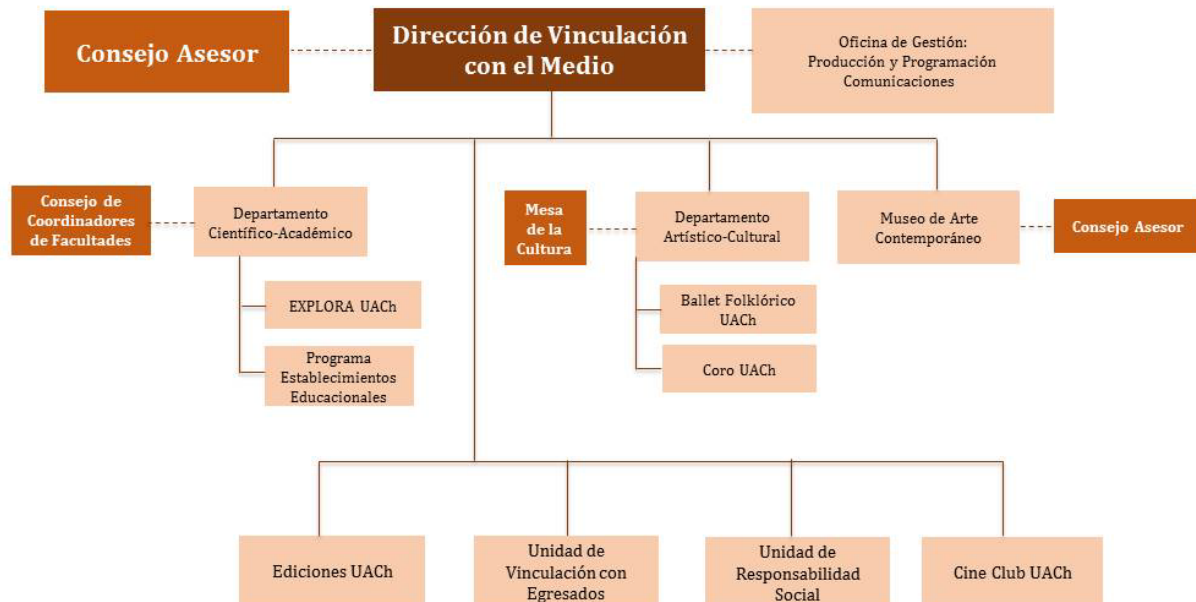 Consejo Asesor
Dirección de Vinculación
con el Medio
Oficina de Gestión:
Producción y Programación
Comunicaciones
Consejo de
Coordinadores
de Facultades
Departamento
Científico-Académico
Mesa
de la
Cultura
Departamento
Artístico-Cultural
Museo de Arte
Contemporáneo
Consejo Asesor
EXPLORA UACh
Programa
Establecimientos
Educacionales
Ballet Folklórico
UACh
Coro UACh
Ediciones UACh
Unidad de
Vinculación con
Egresados
Unidad de
Responsabilidad
Social
Cine Club UACh